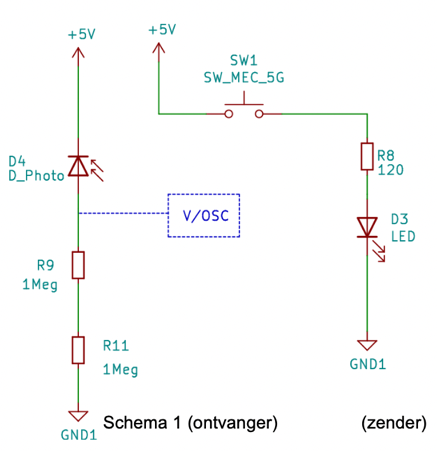 +5V
+5V
SW1
SW_MEC_5G
D4
D_Photo
R8
120
V/OSC
D3
LED
R9
1Meg
R11
1Meg
GND1
GND1
Schema 1 (ontvanger)
(zender)